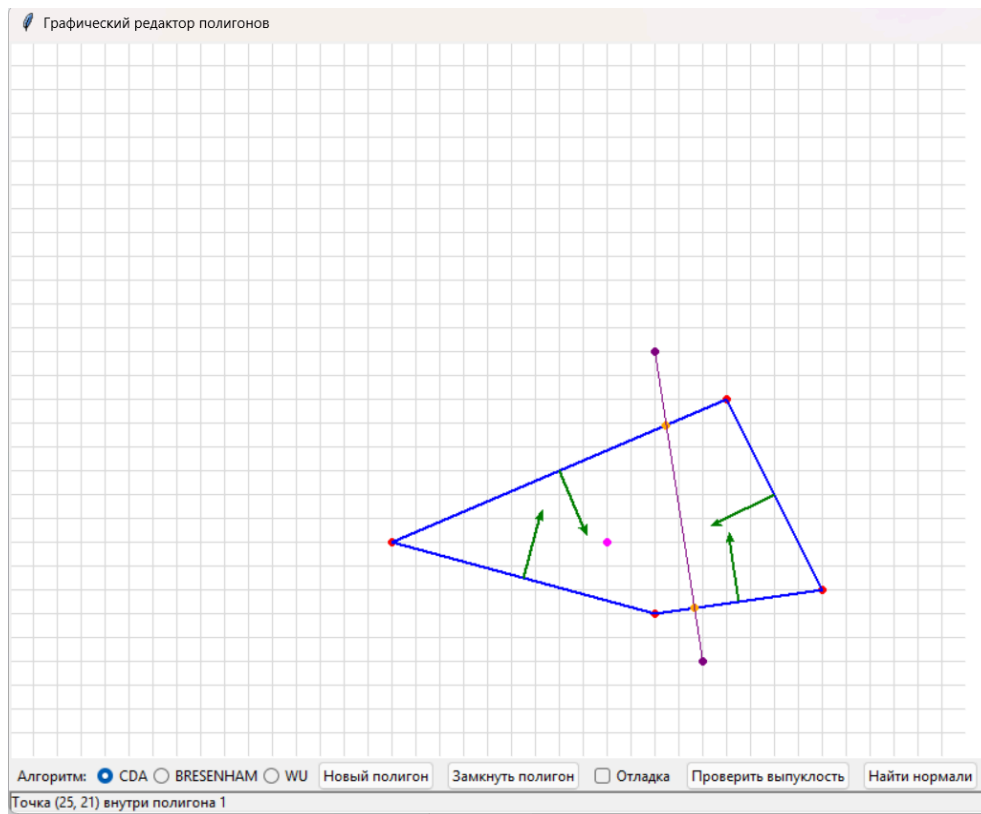 Графический редактор полигонов
Алгоритм: CDA BRESENHAM WU Новый полигон Замкнуть полигон Отладка Проверить выпуклость Найти нормали
Точка (25, 21) внутри полигона 1